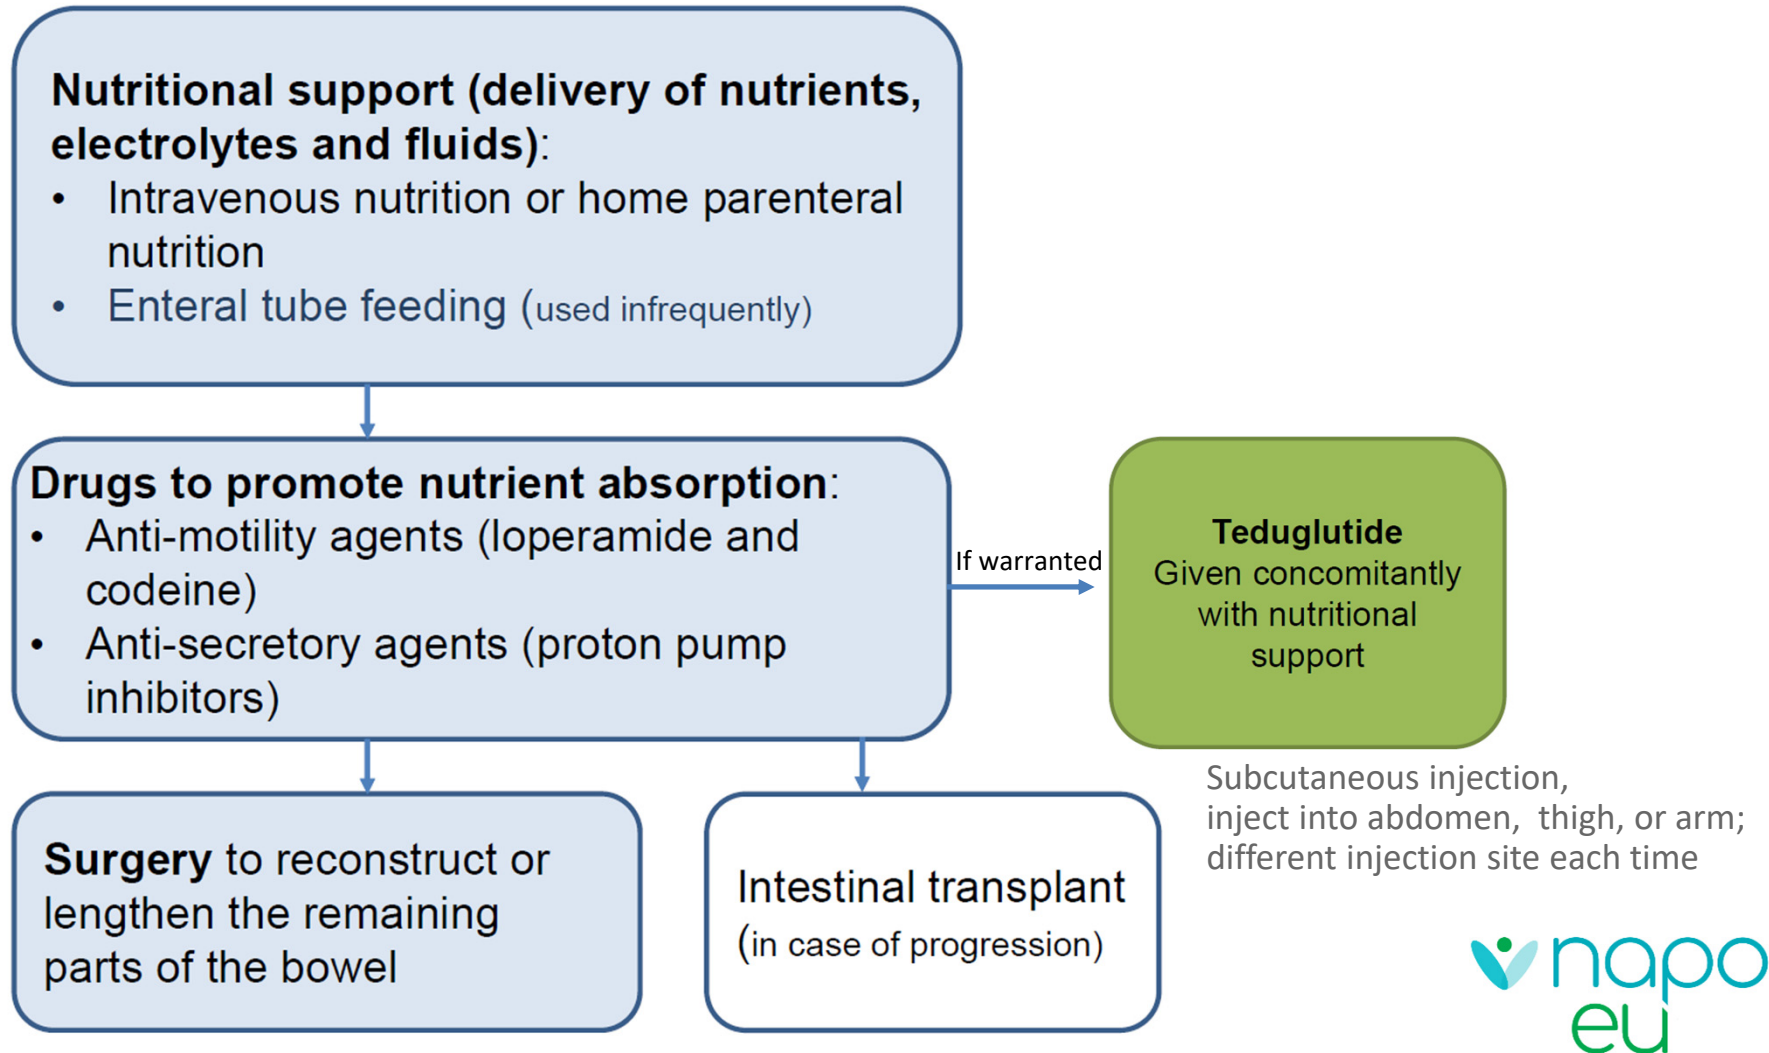 Nutritional support (delivery of nutrients,
electrolytes and fluids):
• Intravenous nutrition or home parenteral
nutrition
• Enteral tube feeding (used infrequently)
Drugs to promote nutrient absorption:
• Anti-motility agents (loperamide and
codeine)
• Anti-secretory agents (proton pump
inhibitors)
If warranted
Teduglutide
Given concomitantly
with nutritional
support
Subcutaneous injection,
inject into abdomen, thigh, or arm;
different injection site each time
Surgery to reconstruct or
lengthen the remaining
parts of the bowel
Intestinal transplant
(in case of progression)
napo
eu